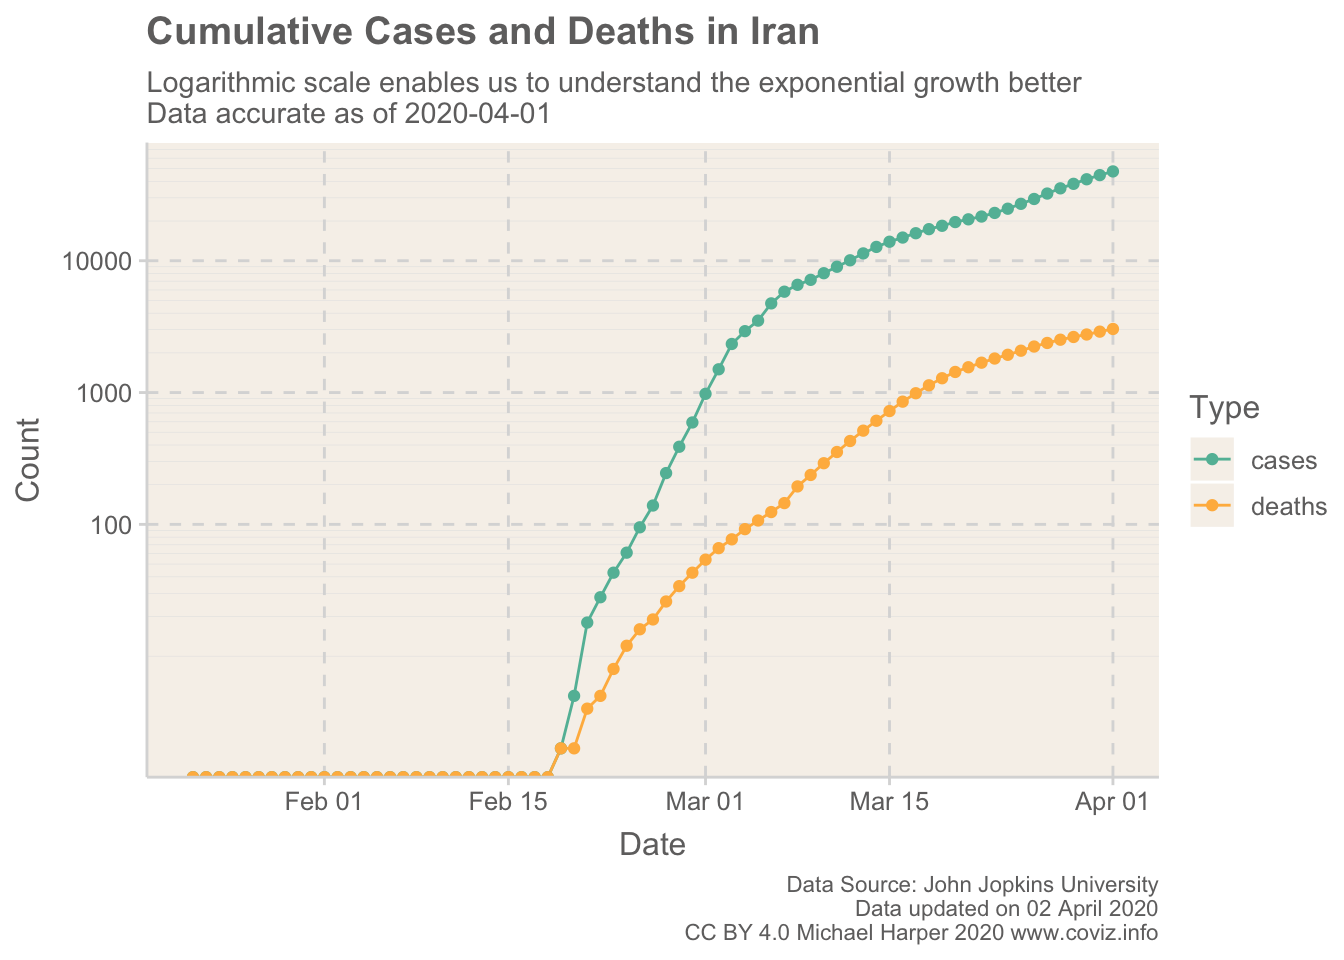 Cumulative Cases and Deaths in Iran
Logarithmic scale enables us to understand the exponential growth better
Data accurate as of 2020-04-01
10000
1000
100
Count
Feb 01
Feb 15
Mar 01
Mar 15
Apr 01
Date
Type
cases
deaths
Data Source: John Jopkins University
Data updated on 02 April 2020
CC BY 4.0 Michael Harper 2020 www.coviz.info